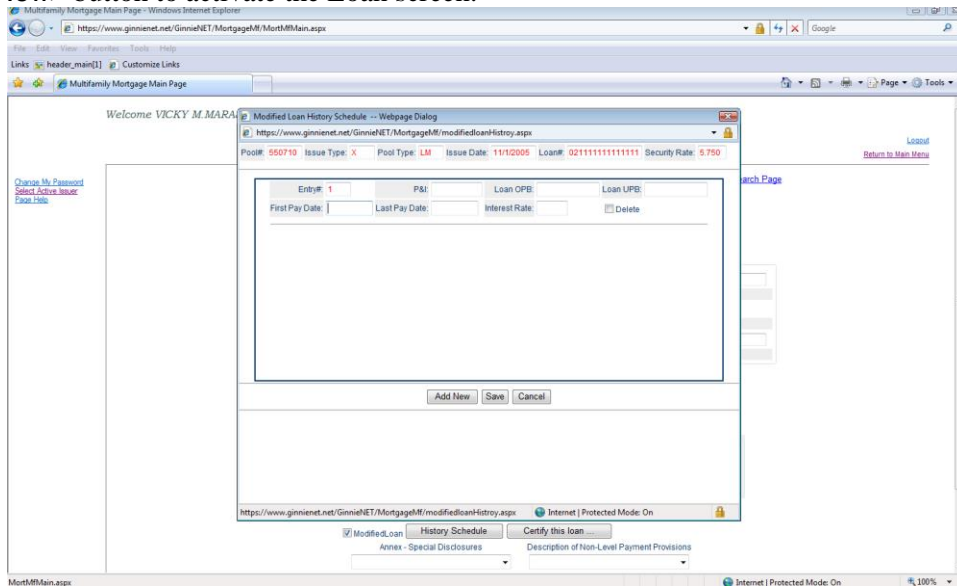 button to activate the Loan screen.
Multifamily Mortgage Main Page - Windows Internet Explorer
https://www.ginnienet.net/GinnieNET/MortgageMf/MortMfMain.aspx
Google
File Edit View Favorites Tools Help
Links header_main[1] Customize Links
Multifamily Mortgage Main Page
Page Tools
Welcome VICKY M.MARA
Modified Loan History Schedule -- Webpage Dialog
https://www.ginnienet.net/GinnieNET/MortgageMf/modifiedloanHistroy.aspx
Logout
Return to Main Menu
Pool#: 550710 Issue Type: X Pool Type: LM Issue Date: 11/1/2005 Loan#: 021111111111111 Security Rate: 5.750
Change My Password
Select Active Issuer
Page Help
arch Page
Entry#: 1 P&I: Loan OPB: Loan UPB:
First Pay Date: Last Pay Date: Interest Rate: Delete
Add New Save Cancel
https://www.ginnienet.net/GinnieNET/MortgageMf/modifiedloanHistroy.aspx Internet | Protected Mode: On
ModifiedLoan History Schedule Certify this loan ...
Annex - Special Disclosures Description of Non-Level Payment Provisions
MortMfMain.aspx Internet | Protected Mode: On 100%